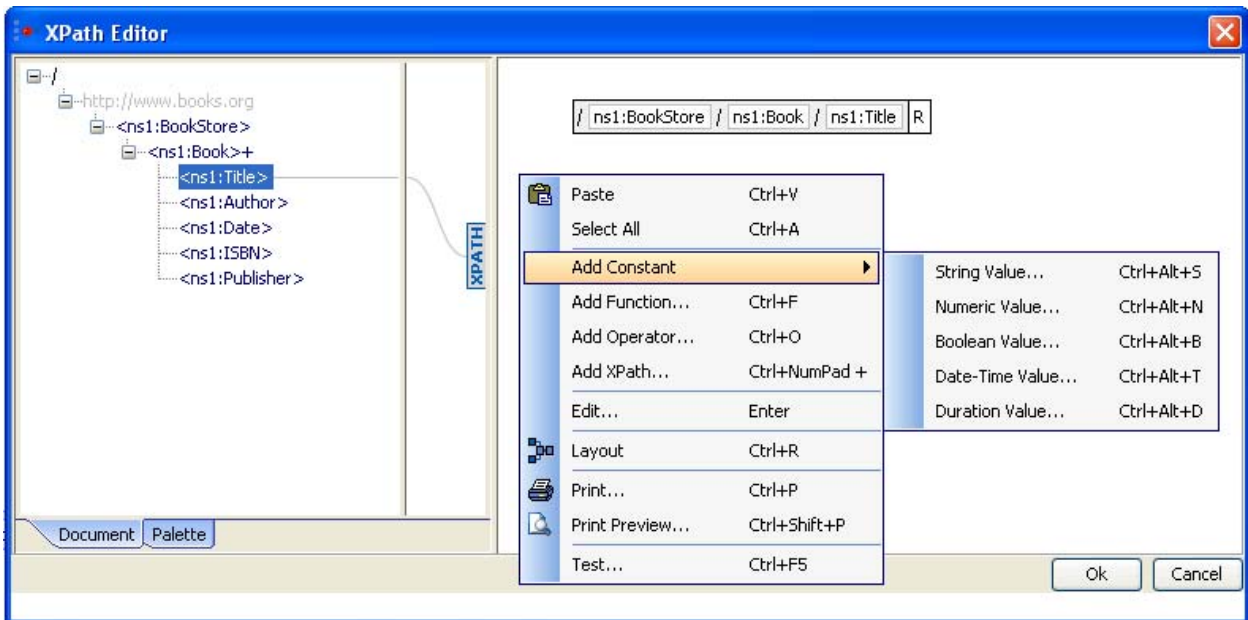 XPath Editor
/
http://www.books.org
<ns1:BookStore>
<ns1:Book>+
<ns1:Title>
<ns1:Author>
<ns1:Date>
<ns1:ISBN>
<ns1:Publisher>
XPATH
Document Palette
/ ns1:BookStore / ns1:Book / ns1:Title R
Paste Ctrl+V
Select All Ctrl+A
Add Constant
Add Function... Ctrl+F
Add Operator... Ctrl+O
Add XPath... Ctrl+NumPad +
Edit... Enter
Layout Ctrl+R
Print... Ctrl+P
Print Preview... Ctrl+Shift+P
Test... Ctrl+F5
String Value... Ctrl+Alt+S
Numeric Value... Ctrl+Alt+N
Boolean Value... Ctrl+Alt+B
Date-Time Value... Ctrl+Alt+T
Duration Value... Ctrl+Alt+D
Ok Cancel